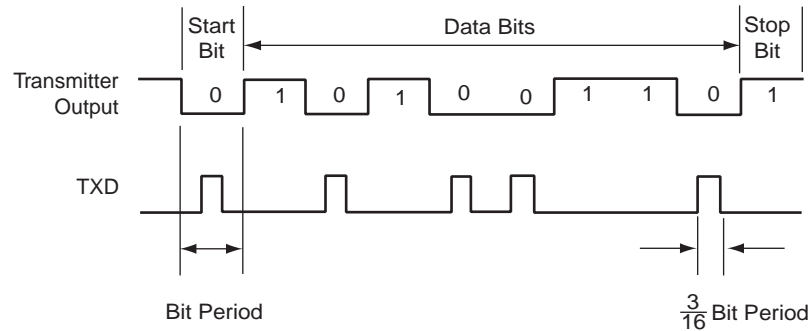 Start Bit
Data Bits
Stop Bit
Transmitter Output
0 1 0 1 0 0 1 1 0 1
TXD
Bit Period
3/16 Bit Period